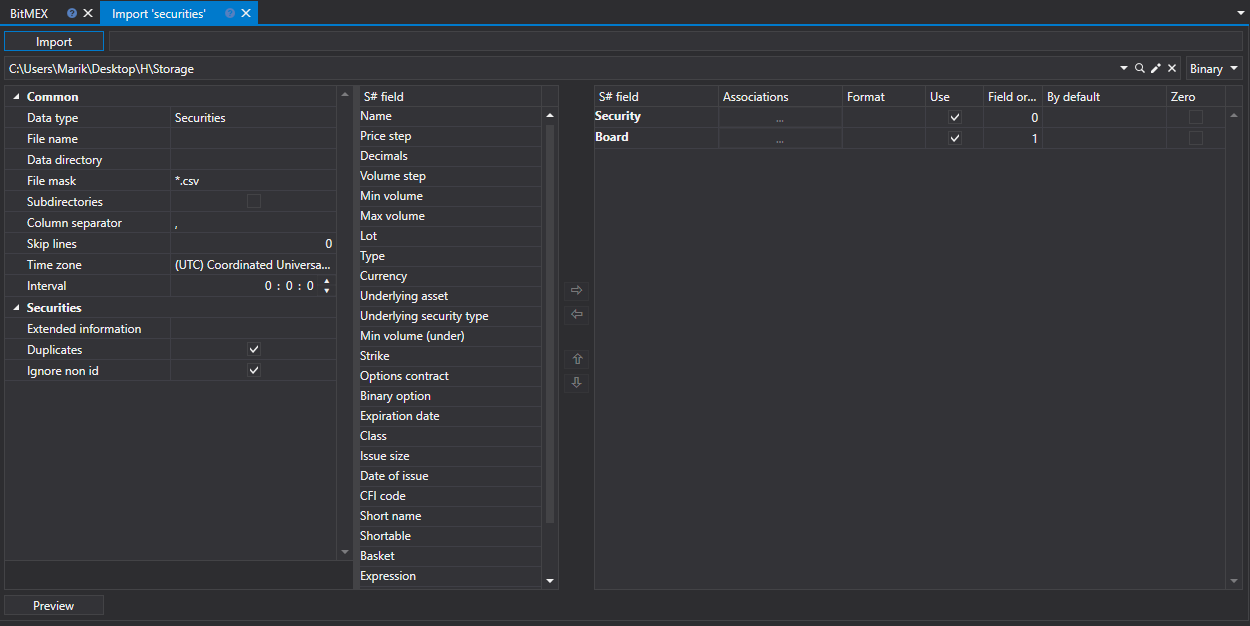 BitMEX Import 'securities'
Import
C:\Users\Marik\Desktop\H\Storage Binary
Common
Data type Securities
File name
Data directory
File mask *.csv
Subdirectories
Column separator ,
Skip lines 0
Time zone (UTC) Coordinated Universa...
Interval 0 : 0 : 0
Securities
Extended information
Duplicates
Ignore non id
S# field
Name
Price step
Decimals
Volume step
Min volume
Max volume
Lot
Type
Currency
Underlying asset
Underlying security type
Min volume (under)
Strike
Options contract
Binary option
Expiration date
Class
Issue size
Date of issue
CFI code
Short name
Shortable
Basket
Expression
S# field Associations Format Use Field or... By default Zero
Security ... 0
Board ... 1
Preview